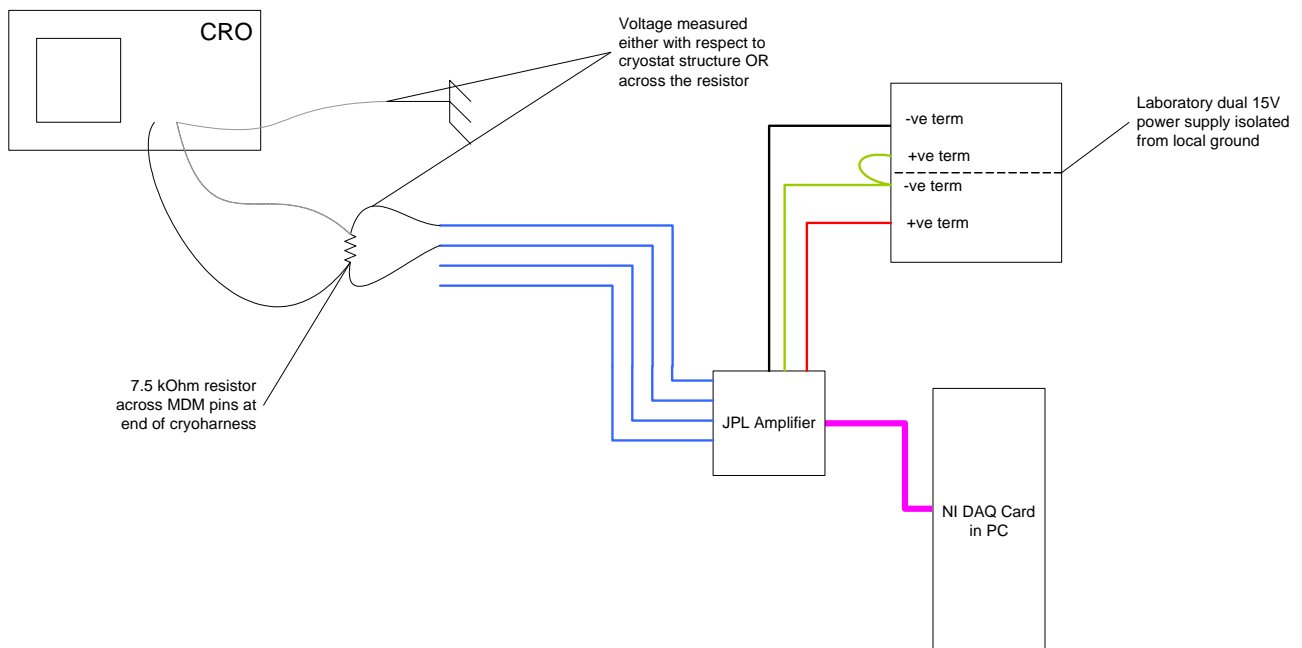 CRO
Voltage measured
either with respect to
cryostat structure OR
across the resistor
-ve term
+ve term
-ve term
+ve term
Laboratory dual 15V
power supply isolated
from local ground
7.5 kOhm resistor
across MDM pins at
end of cryoharness
JPL Amplifier
NI DAQ Card
in PC